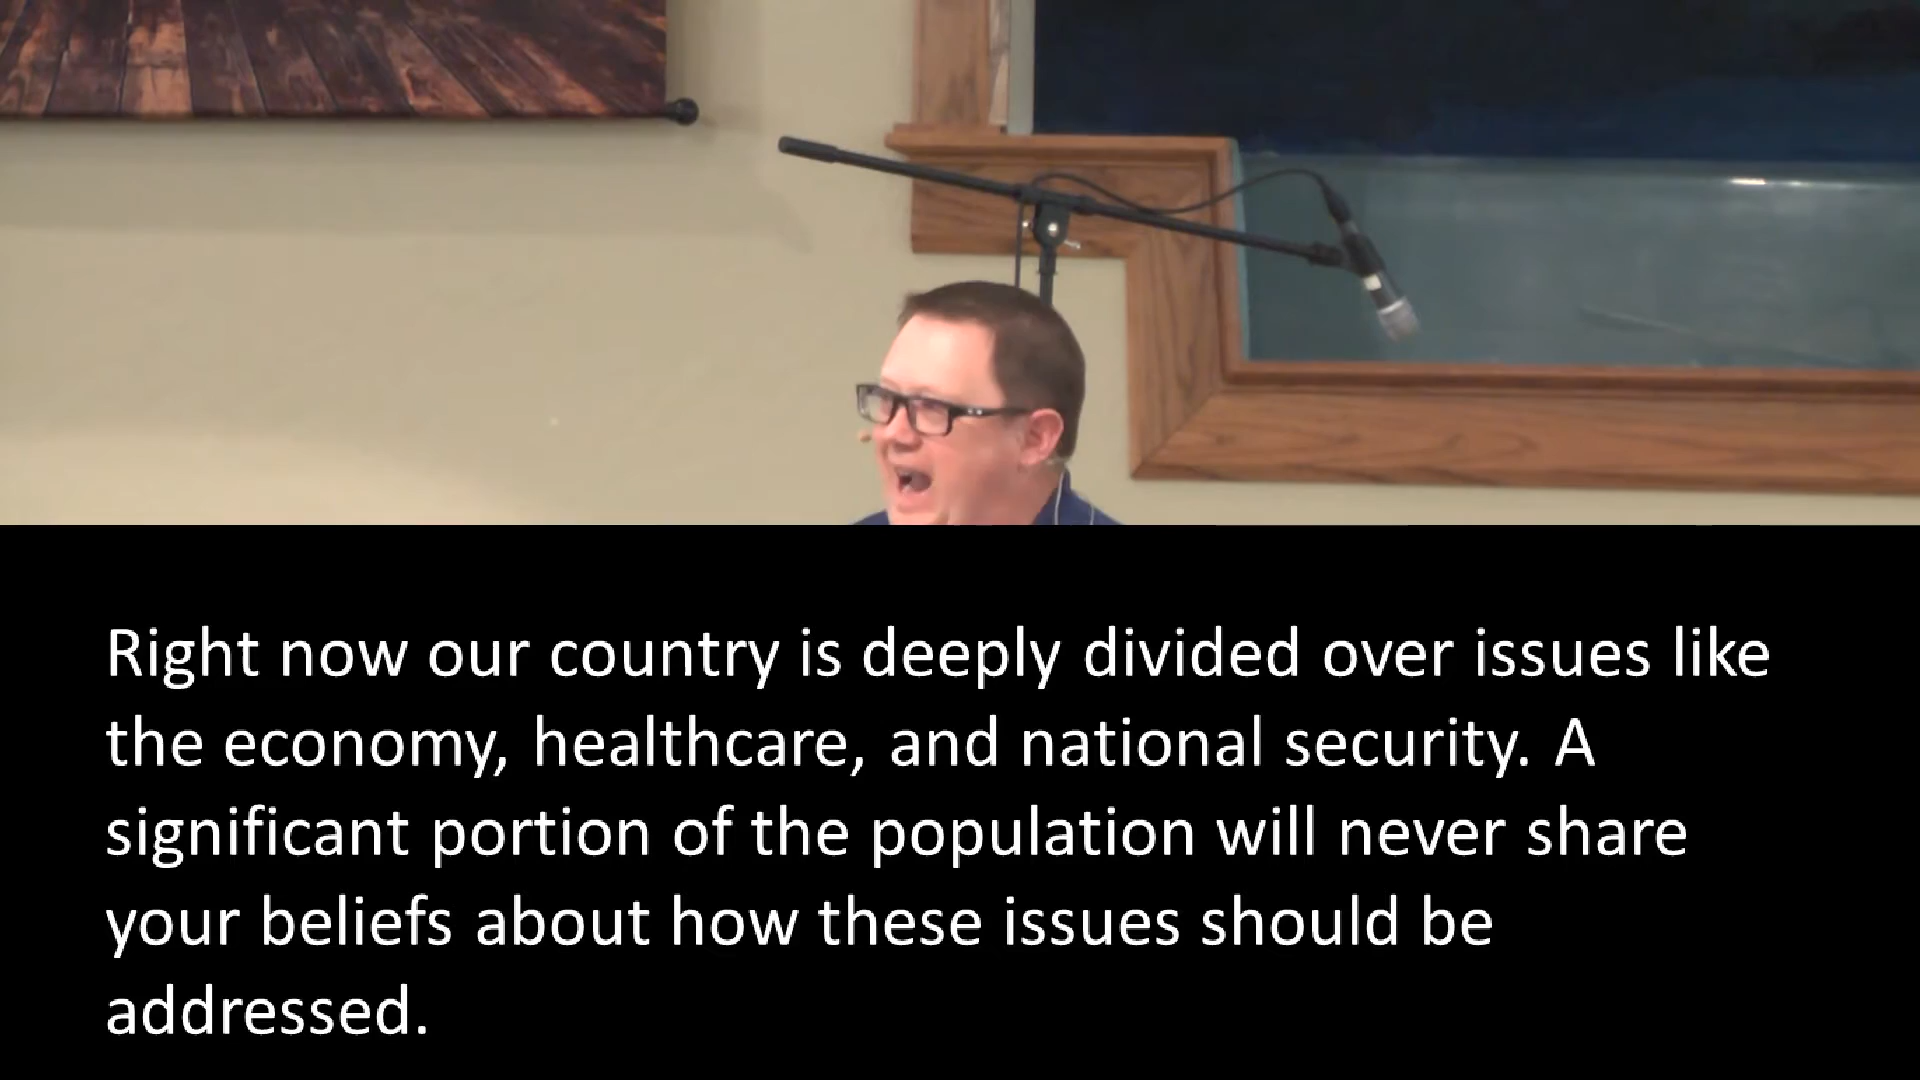 Right now our country is deeply divided over issues like
the economy, healthcare, and national security. A
significant portion of the population will never share
your beliefs about how these issues should be
addressed.